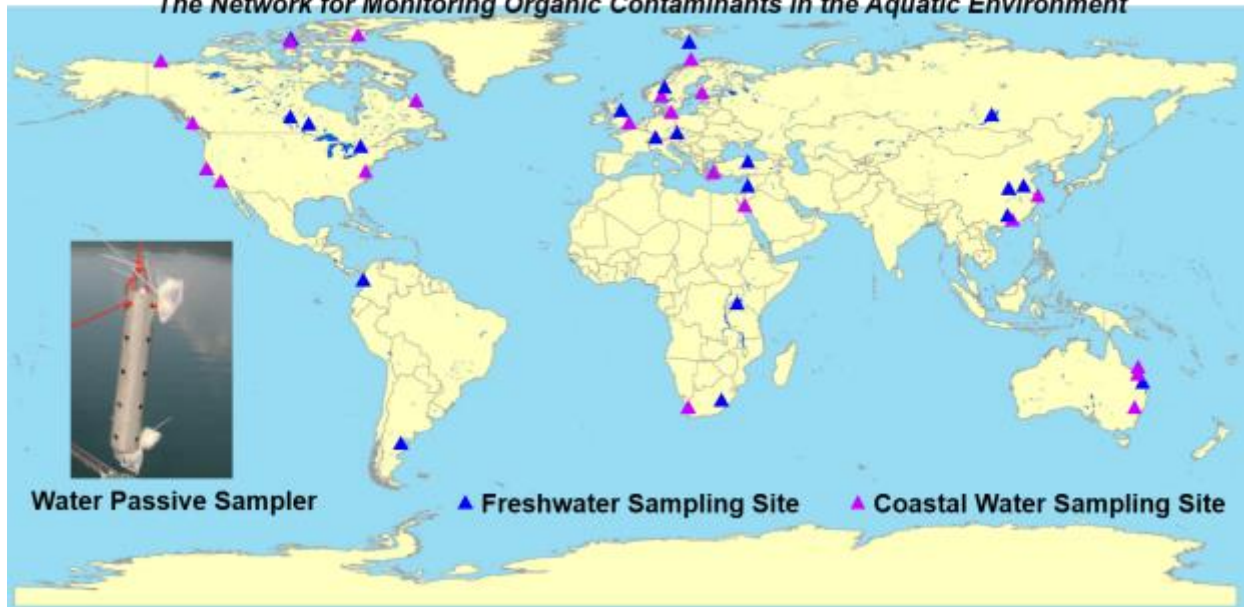 The Network for Monitoring Organic Contaminants in the Aquatic Environment
Water Passive Sampler
Freshwater Sampling Site
Coastal Water Sampling Site